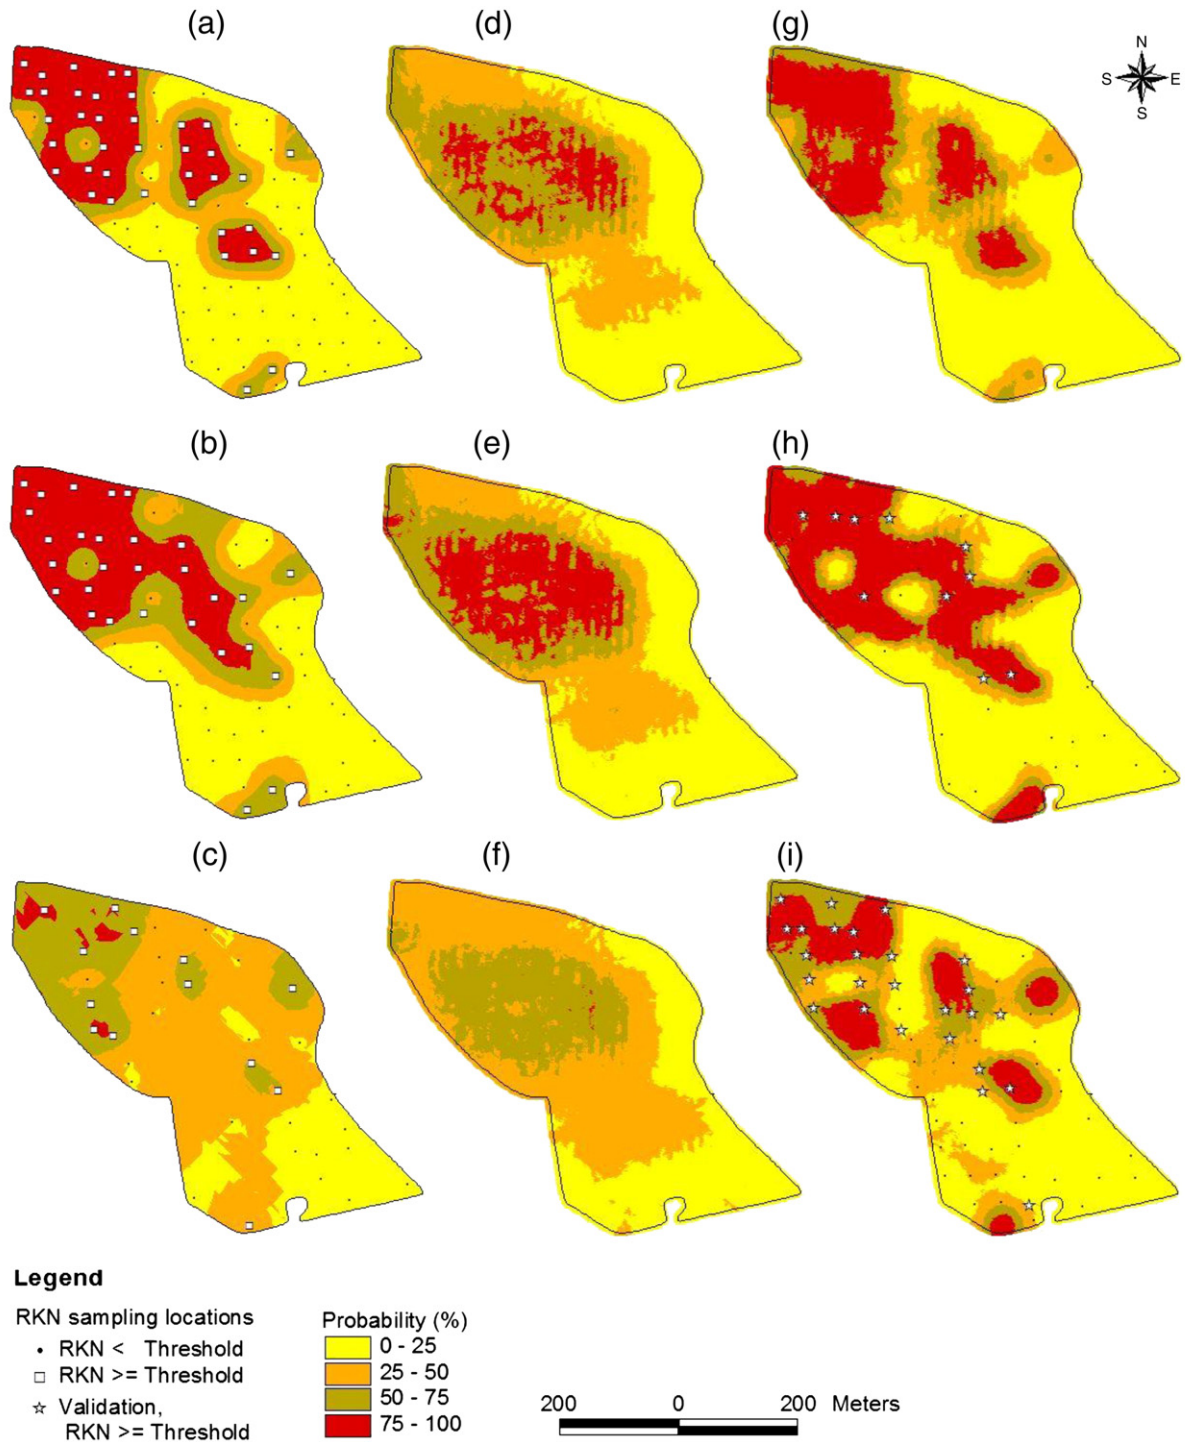 (a)
(d)
(g)
N
S
E
S
(b)
(e)
(h)
(c)
(f)
(i)
Legend
RKN sampling locations
RKN < Threshold
RKN >= Threshold
Validation,
RKN >= Threshold
Probability (%)
0 - 25
25 - 50
50 - 75
75 - 100
200 0 200 Meters